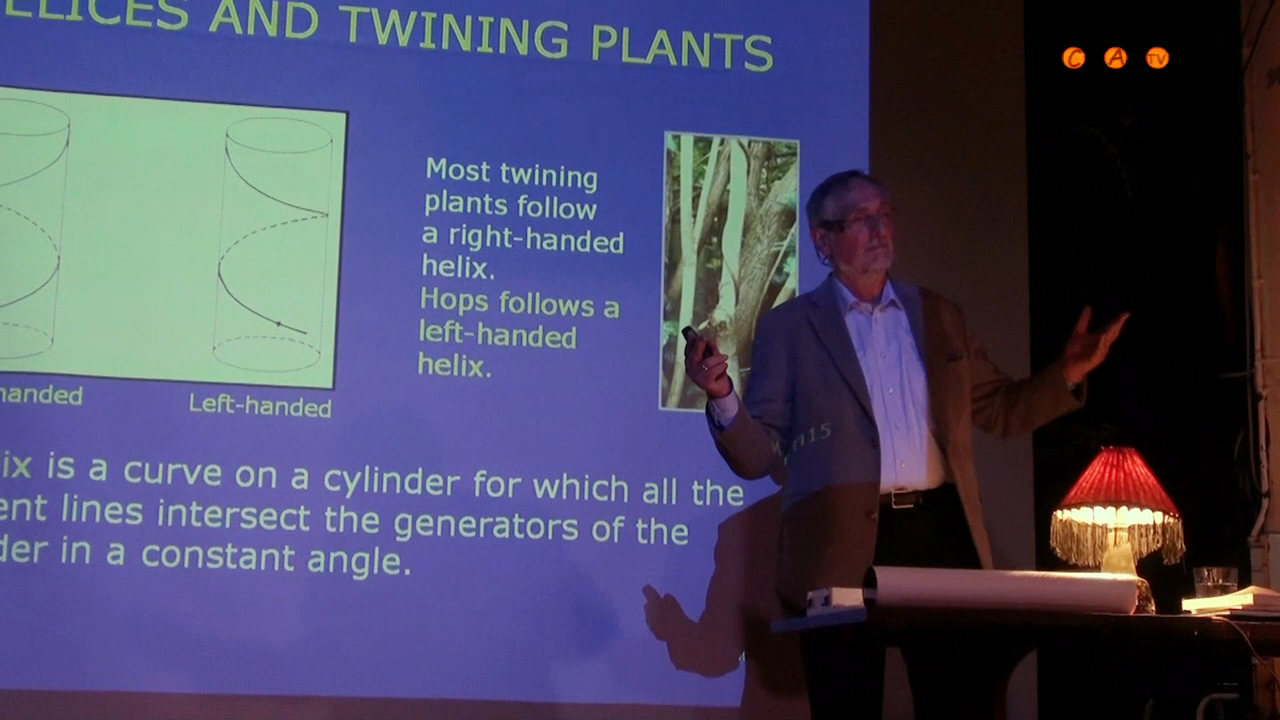 ELICES AND TWINING PLANTS
C A TV
Most twining
plants follow
a right-handed
helix.
Hops follows a
left-handed
helix.
handed
Left-handed
ix is a curve on a cylinder for which all the
ent lines intersect the generators of the
der in a constant angle.